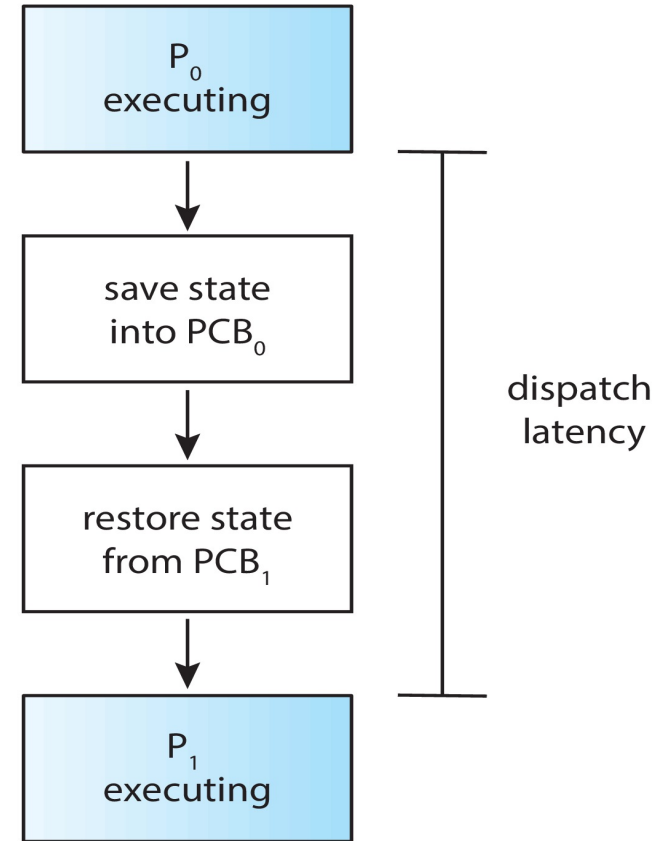 P₀
executing
save state
into PCB₀
dispatch
latency
restore state
from PCB₁
P₁
executing